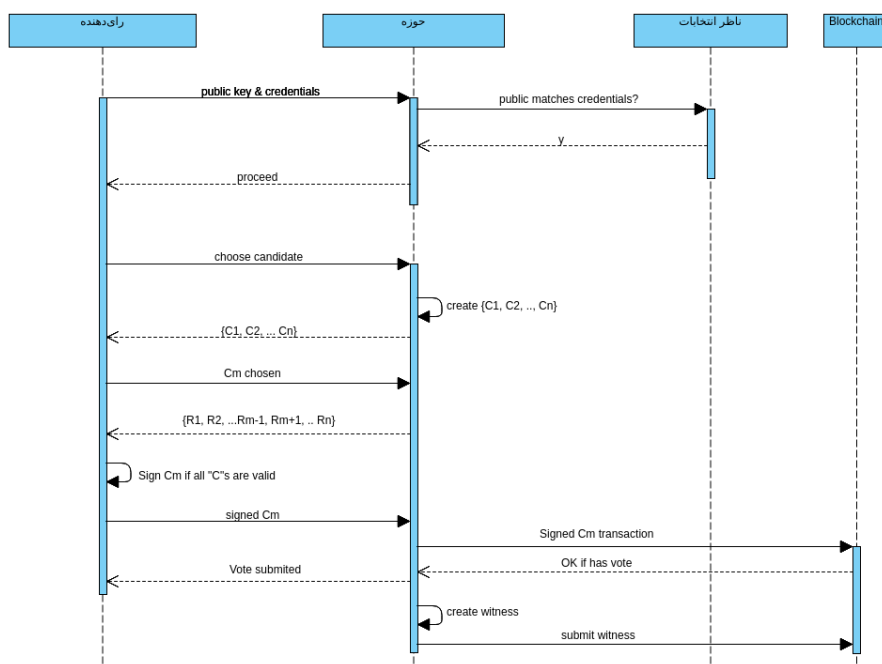 رای‌دهنده
حوزه
ناظر انتخابات
Blockchain
public key & credentials
public matches credentials?
y
proceed
choose candidate
create {C1, C2, .., Cn}
{C1, C2, ... Cn}
Cm chosen
{R1, R2, ...Rm-1, Rm+1, .. Rn}
Sign Cm if all "C"s are valid
signed Cm
Signed Cm transaction
OK if has vote
Vote submited
create witness
submit witness